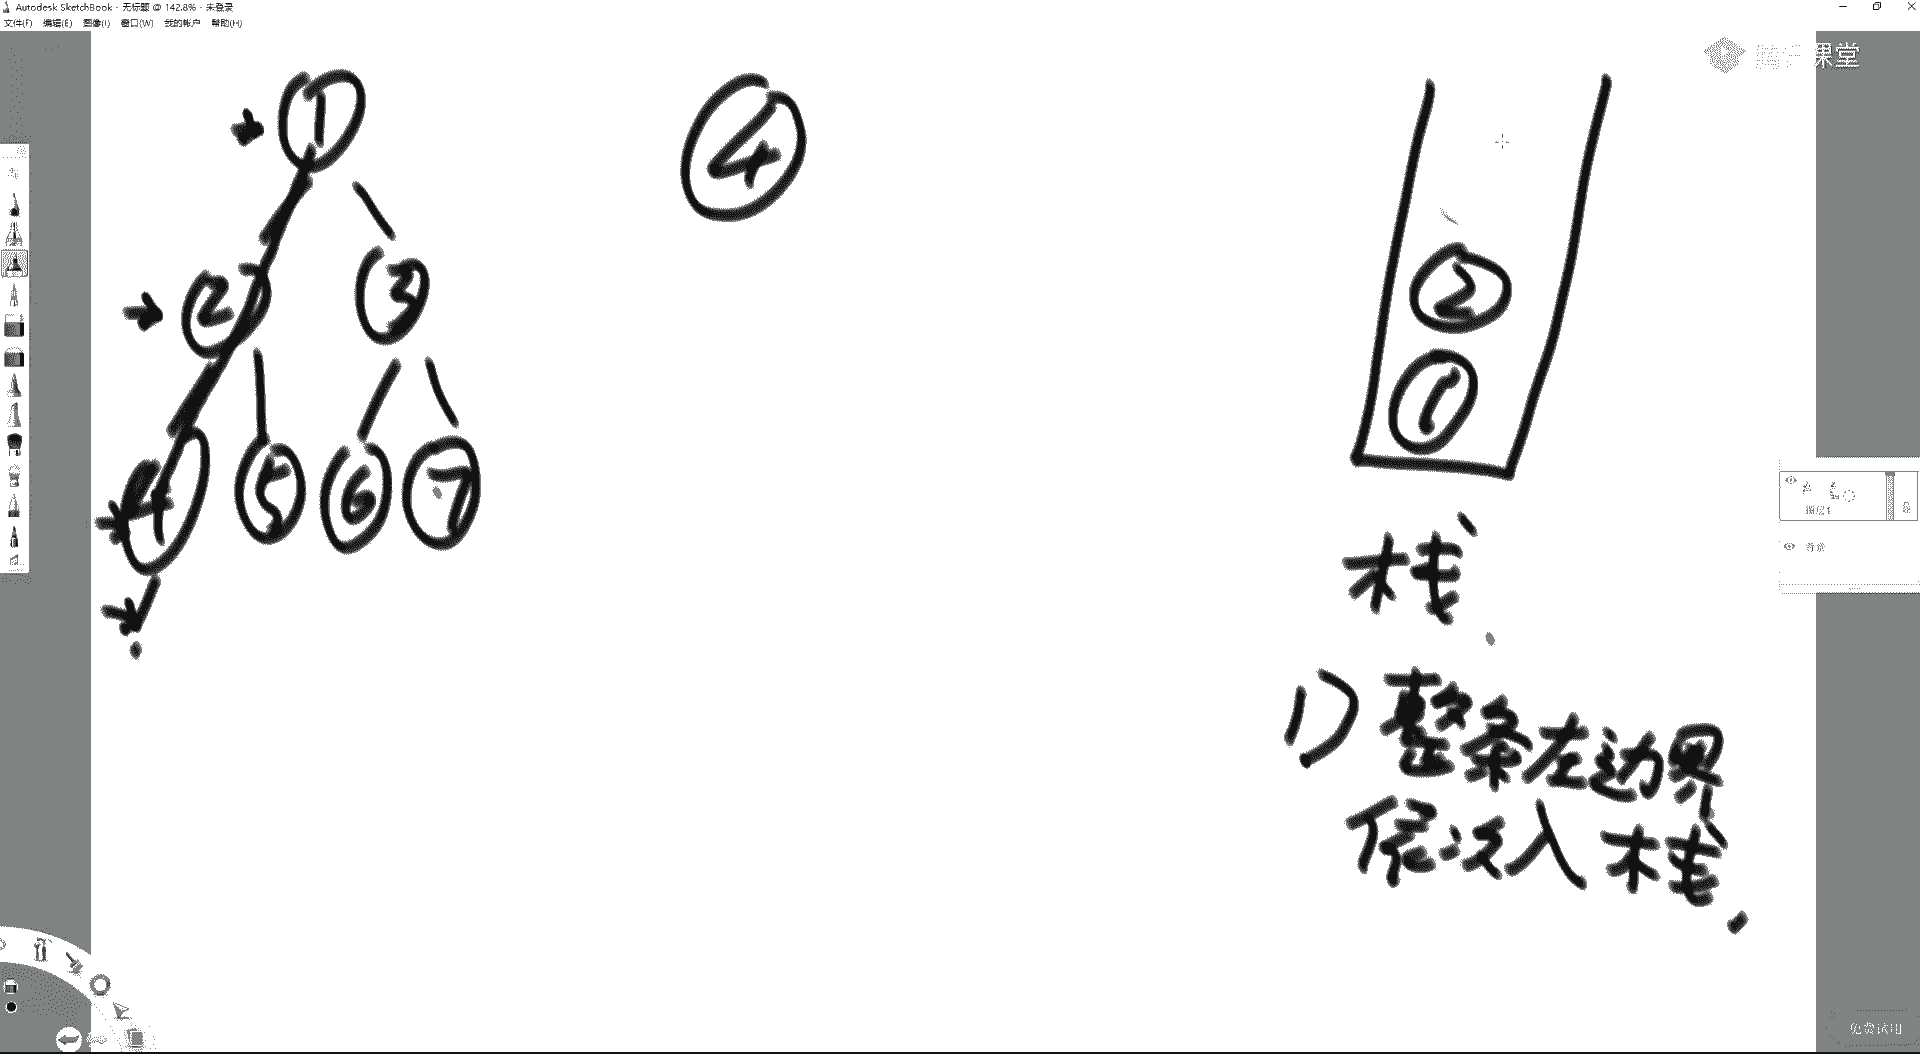 Autodesk SketchBook - 无标题 @ 142.8% - 未登录
文件(F) 编辑(E) 图像(I) 窗口(W) 我的帐户 帮助(H)
课堂
1
4
2
3
4
5
6
7
2
1
栈
1) 整条左边界
依次入栈.
图层1
背景
免费试用